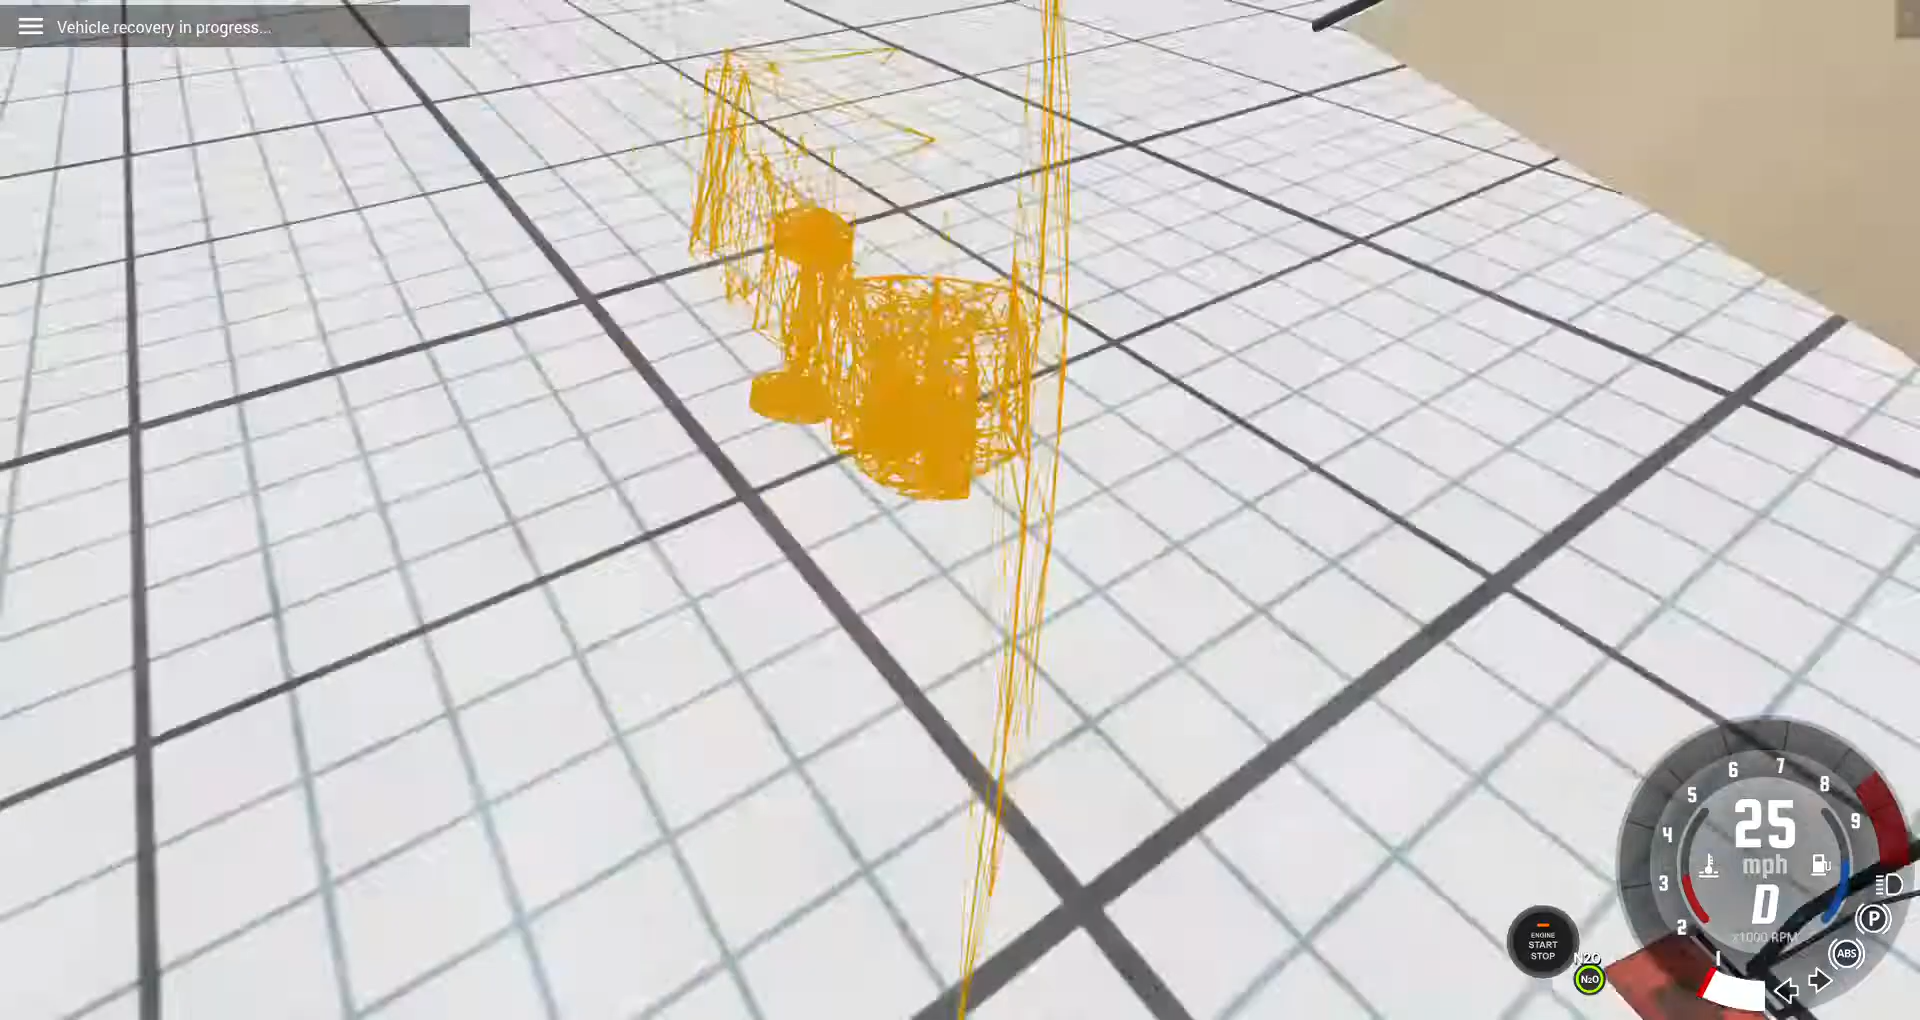 Vehicle recovery in progress...
6
7
5
8
4
25
9
mph
3
D
P
2
x1000 RPM
ENGINE
START
STOP
ABS
N2O
N2O
1